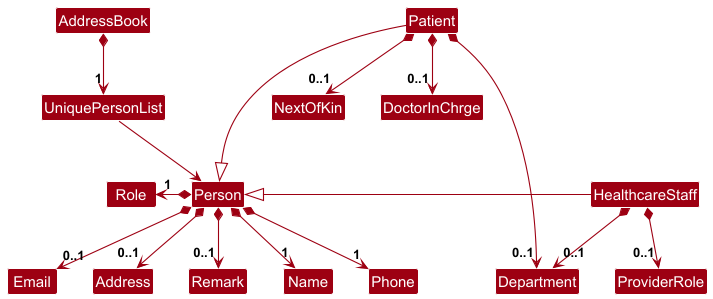 AddressBook
Patient
1
0..1
0..1
UniquePersonList
NextOfKin
DoctorInChrge
Role
1
Person
HealthcareStaff
0..1
0..1
0..1
1
1
0..1
0..1
0..1
Email
Address
Remark
Name
Phone
Department
ProviderRole